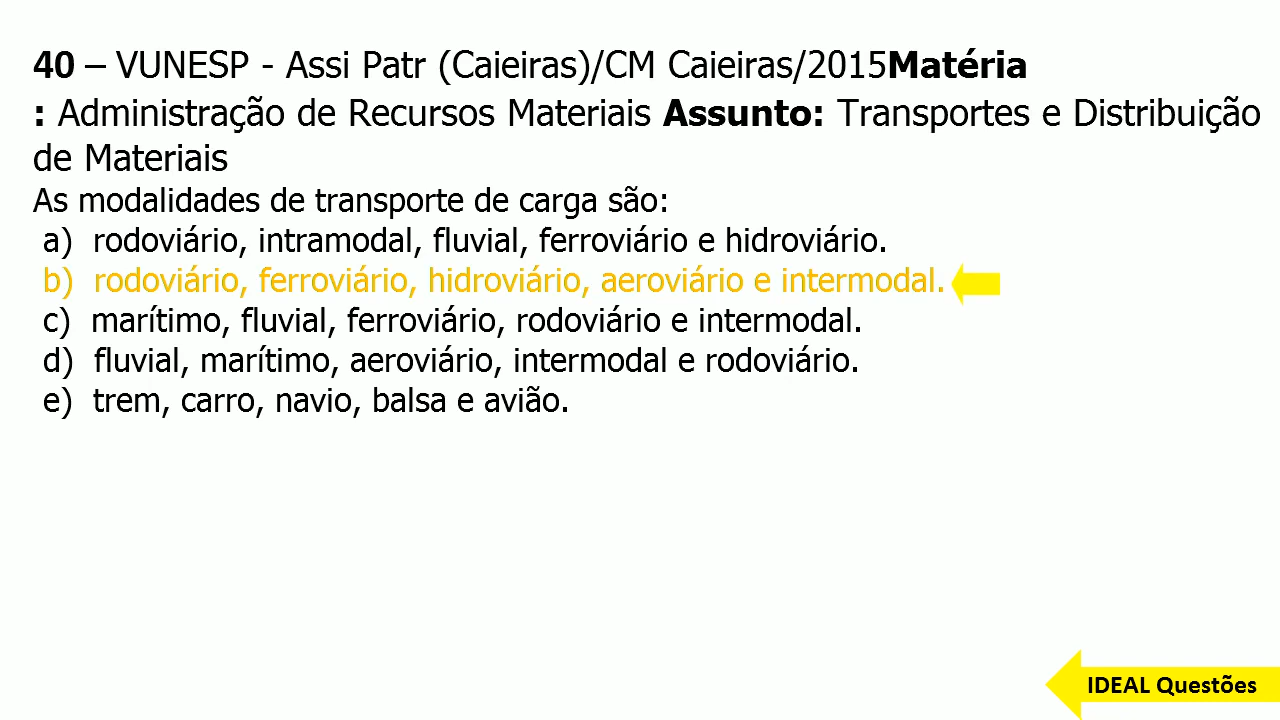 40 – VUNESP - Assi Patr (Caieiras)/CM Caieiras/2015Matéria
: Administração de Recursos Materiais Assunto: Transportes e Distribuição
de Materiais
As modalidades de transporte de carga são:
a) rodoviário, intramodal, fluvial, ferroviário e hidroviário.
b) rodoviário, ferroviário, hidroviário, aeroviário e intermodal.
c) marítimo, fluvial, ferroviário, rodoviário e intermodal.
d) fluvial, marítimo, aeroviário, intermodal e rodoviário.
e) trem, carro, navio, balsa e avião.
IDEAL Questões